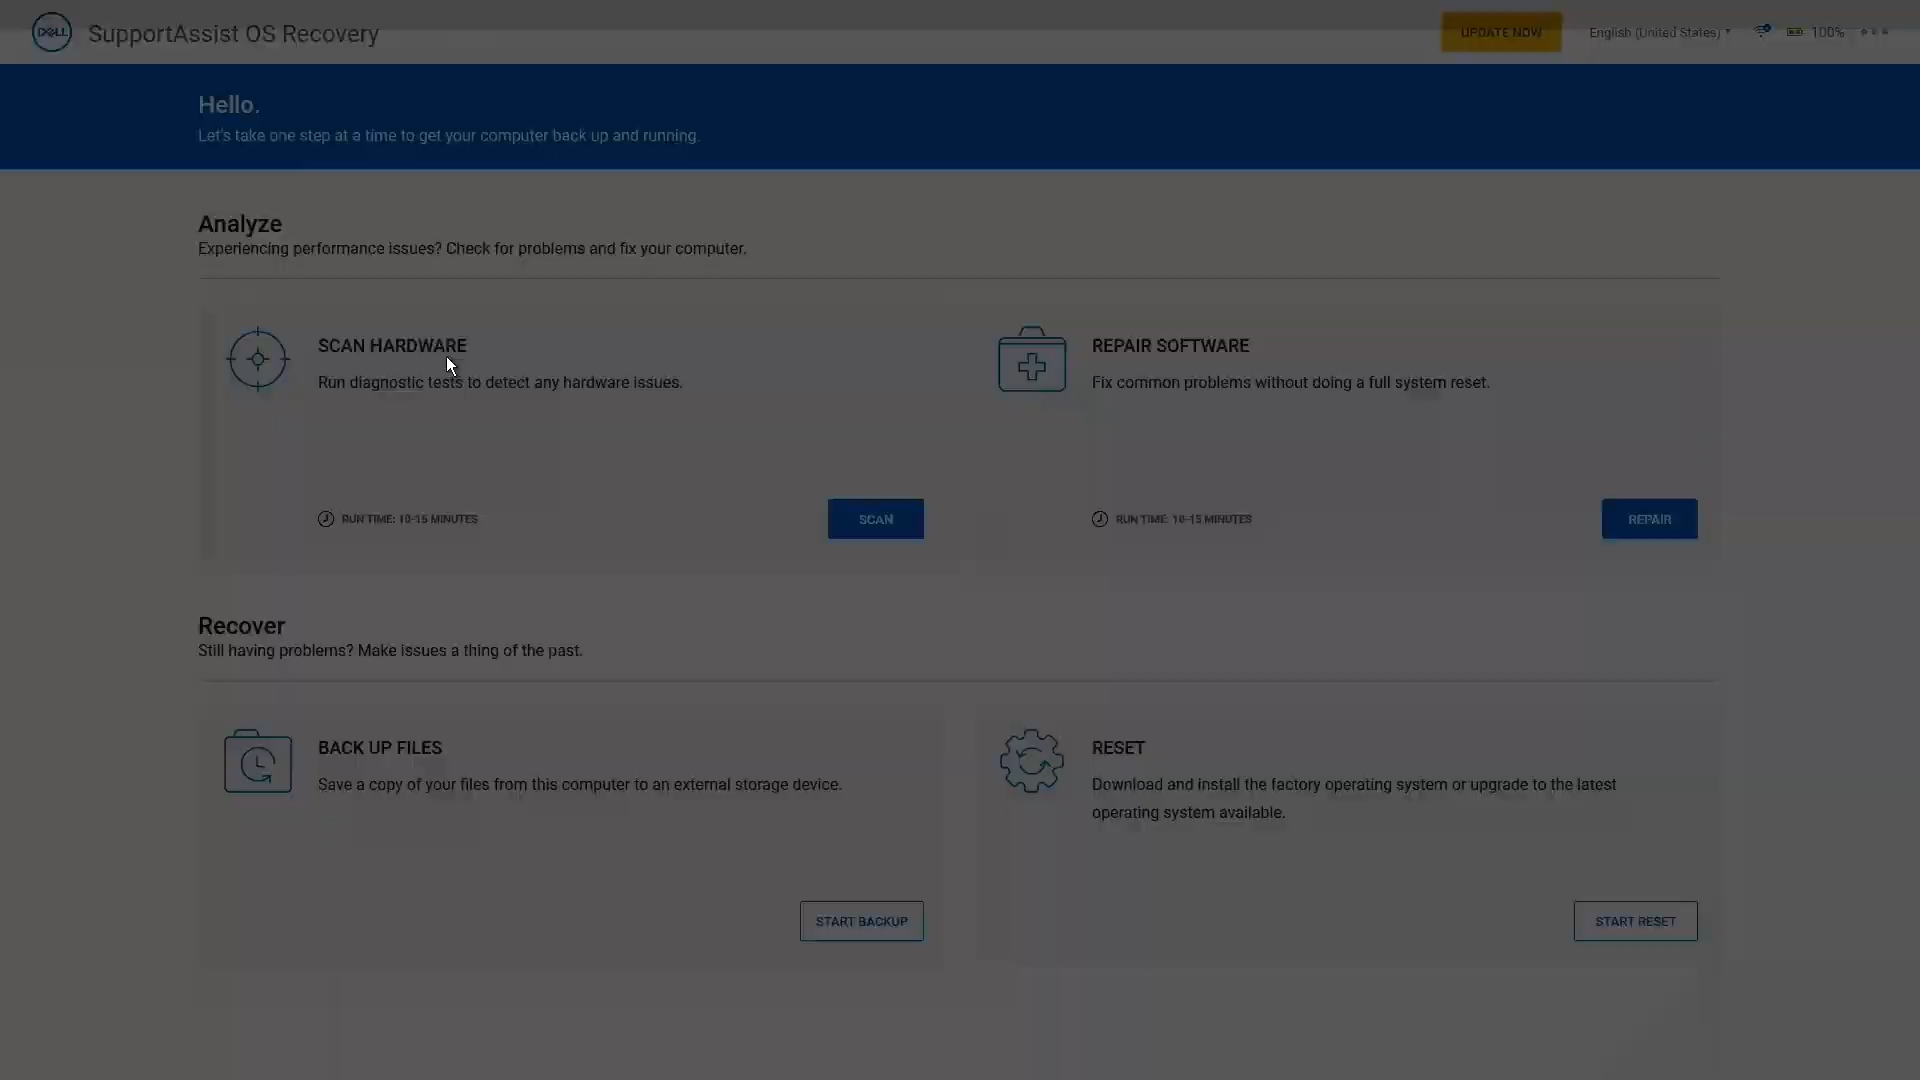 DELL
SupportAssist OS Recovery
UPDATE NOW
English (United States)
100%
Hello.
Let's take one step at a time to get your computer back up and running.
Analyze
Experiencing performance issues? Check for problems and fix your computer.
SCAN HARDWARE
Run diagnostic tests to detect any hardware issues.
RUN TIME: 10-15 MINUTES
SCAN
REPAIR SOFTWARE
Fix common problems without doing a full system reset.
RUN TIME: 10-15 MINUTES
REPAIR
Recover
Still having problems? Make issues a thing of the past.
BACK UP FILES
Save a copy of your files from this computer to an external storage device.
START BACKUP
RESET
Download and install the factory operating system or upgrade to the latest
operating system available.
START RESET